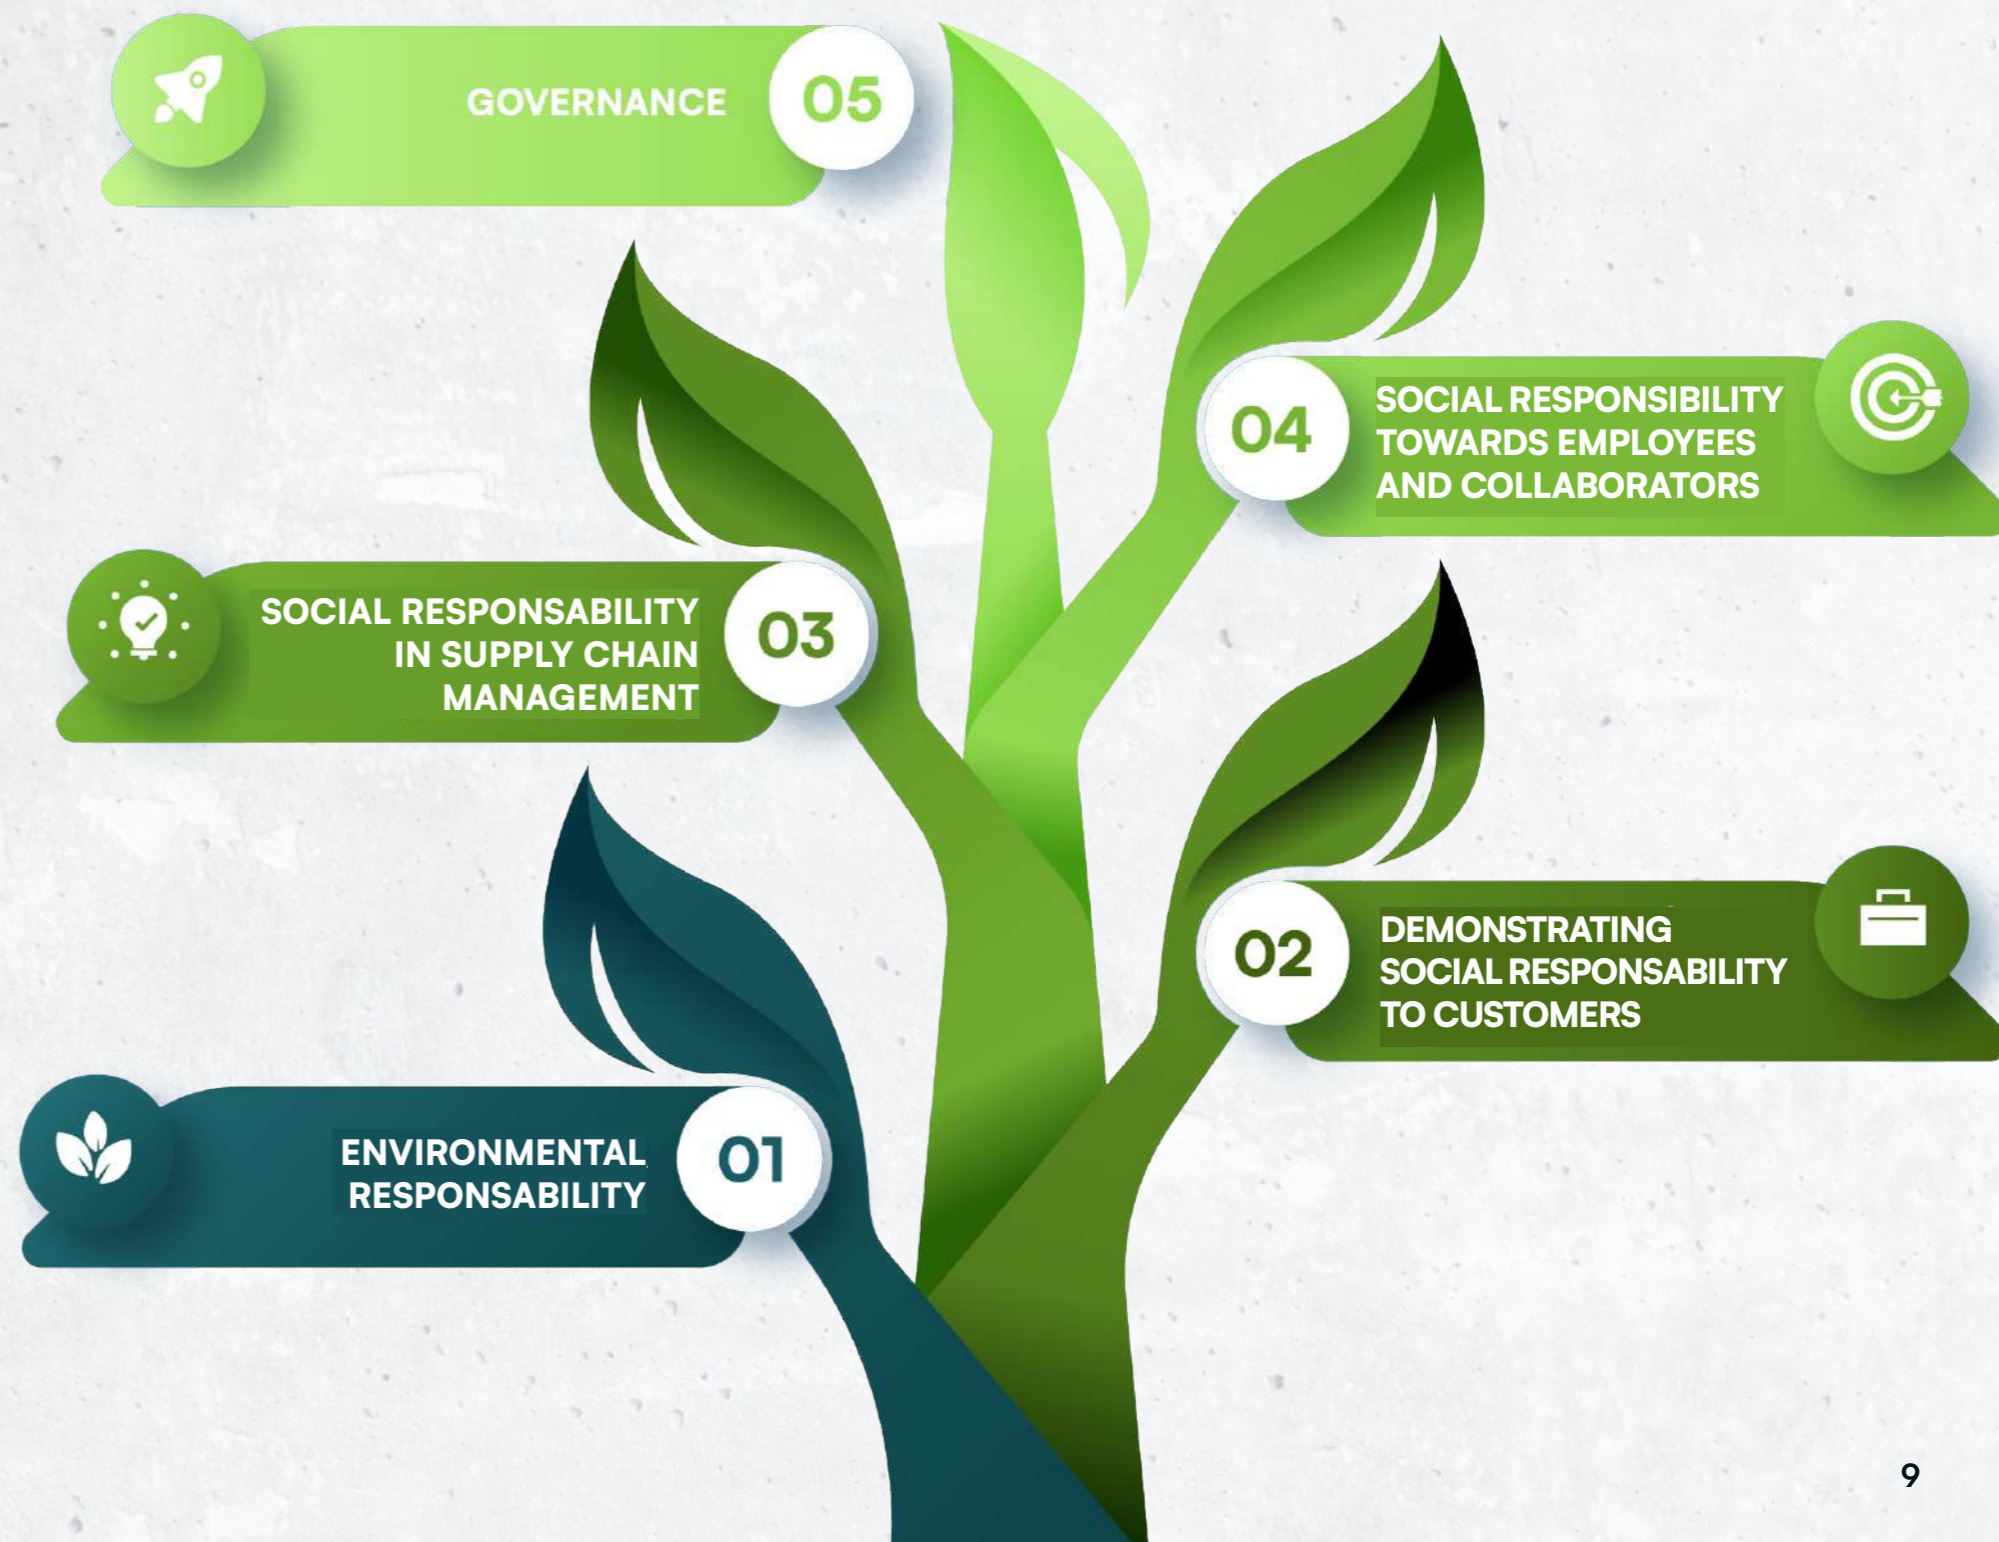 GOVERNANCE
05
04
SOCIAL RESPONSIBILITY
TOWARDS EMPLOYEES
AND COLLABORATORS
SOCIAL RESPONSABILITY
IN SUPPLY CHAIN
MANAGEMENT
03
02
DEMONSTRATING
SOCIAL RESPONSABILITY
TO CUSTOMERS
ENVIRONMENTAL
RESPONSABILITY
01
9